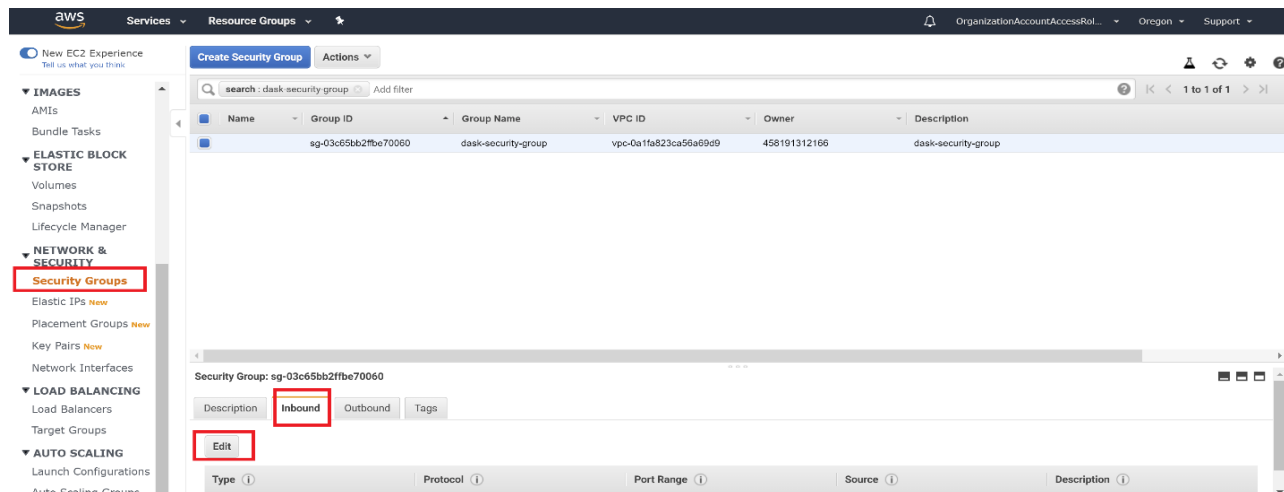 aws Services Resource Groups OrganizationAccountAccessRol... Oregon Support
New EC2 Experience
Tell us what you think
IMAGES
AMIs
Bundle Tasks
ELASTIC BLOCK
STORE
Volumes
Snapshots
Lifecycle Manager
NETWORK &
SECURITY
Security Groups
Elastic IPs New
Placement Groups New
Key Pairs New
Network Interfaces
LOAD BALANCING
Load Balancers
Target Groups
AUTO SCALING
Launch Configurations
Auto Scaling Groups
Create Security Group Actions
search : dask-security-group Add filter 1 to 1 of 1
Name Group ID Group Name VPC ID Owner Description
sg-03c65bb2ffbe70060 dask-security-group vpc-0a1fa823ca56a69d9 458191312166 dask-security-group
Security Group: sg-03c65bb2ffbe70060
Description Inbound Outbound Tags
Edit
Type Protocol Port Range Source Description